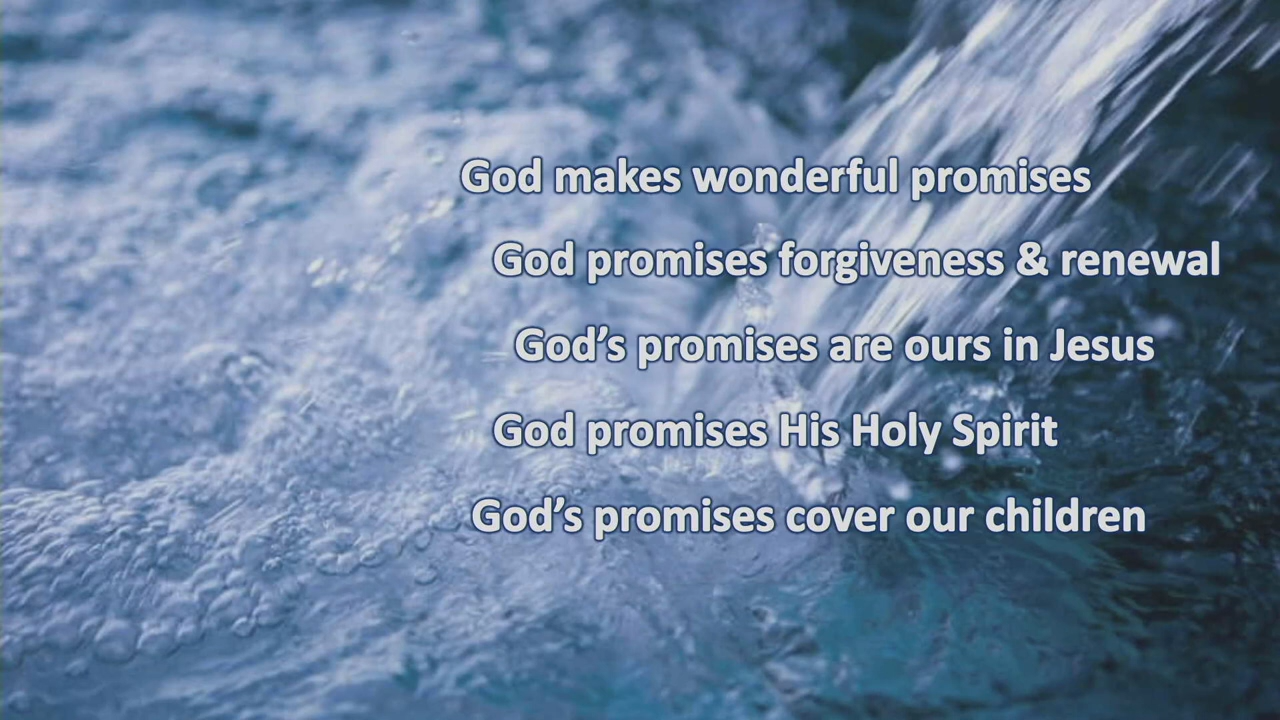 God makes wonderful promises
God promises forgiveness & renewal
God’s promises are ours in Jesus
God promises His Holy Spirit
God’s promises cover our children